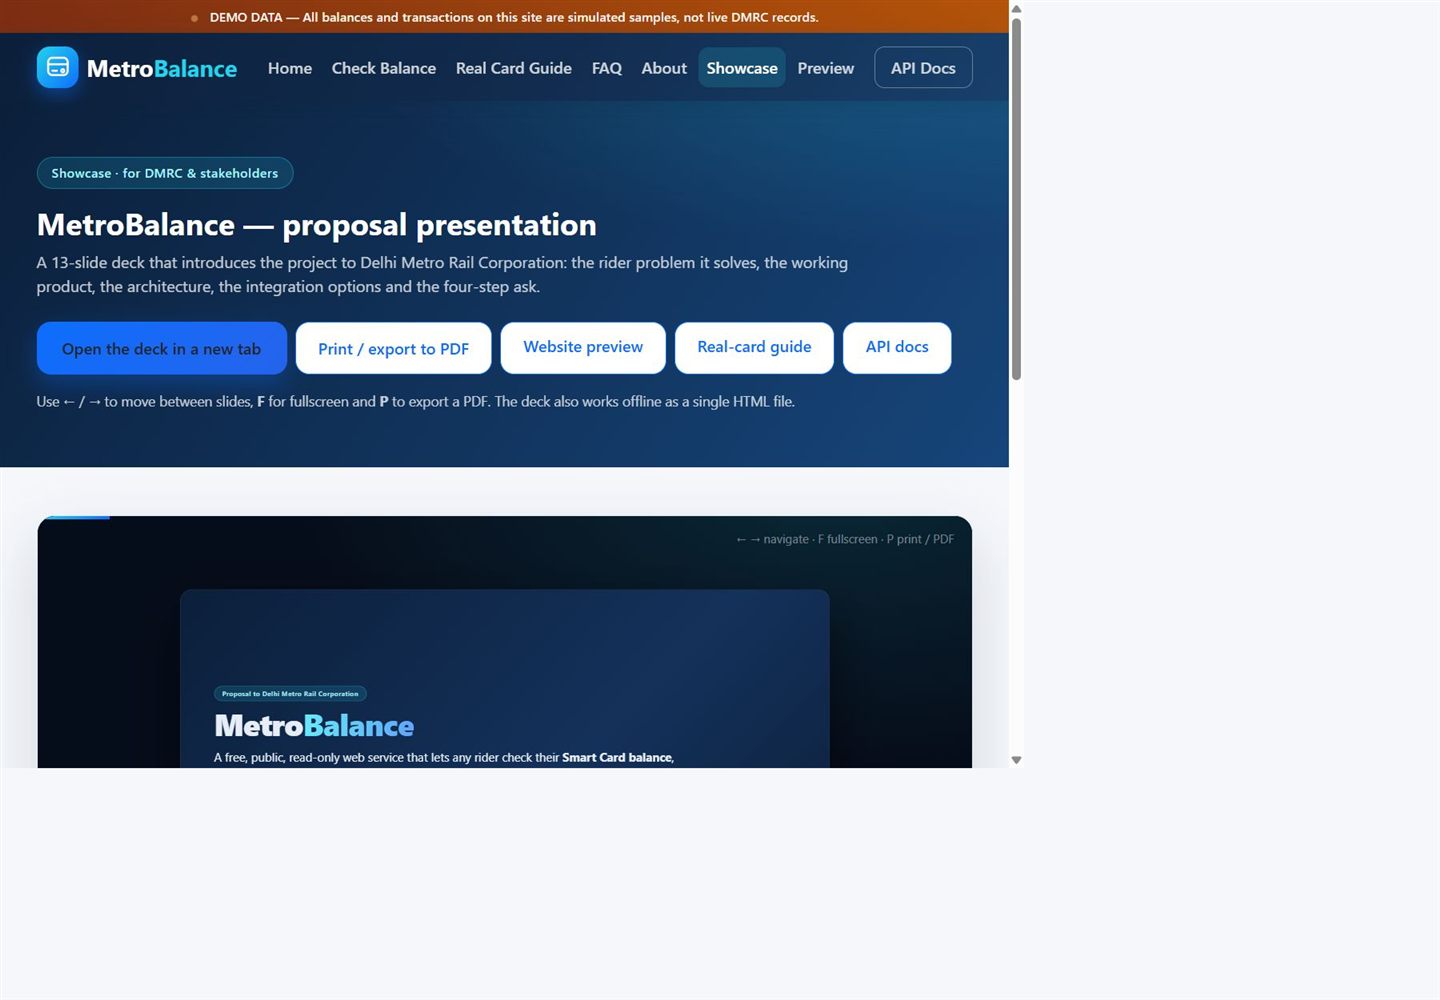 DEMO DATA — All balances and transactions on this site are simulated samples, not live DMRC records.
MetroBalance
Home
Check Balance
Real Card Guide
FAQ
About
Showcase
Preview
API Docs
Showcase · for DMRC & stakeholders
MetroBalance — proposal presentation
A 13-slide deck that introduces the project to Delhi Metro Rail Corporation: the rider problem it solves, the working
product, the architecture, the integration options and the four-step ask.
Open the deck in a new tab
Print / export to PDF
Website preview
Real-card guide
API docs
Use ← / → to move between slides, F for fullscreen and P to export a PDF. The deck also works offline as a single HTML file.
← → navigate · F fullscreen · P print / PDF
Proposal to Delhi Metro Rail Corporation
MetroBalance
A free, public, read-only web service that lets any rider check their Smart Card balance,